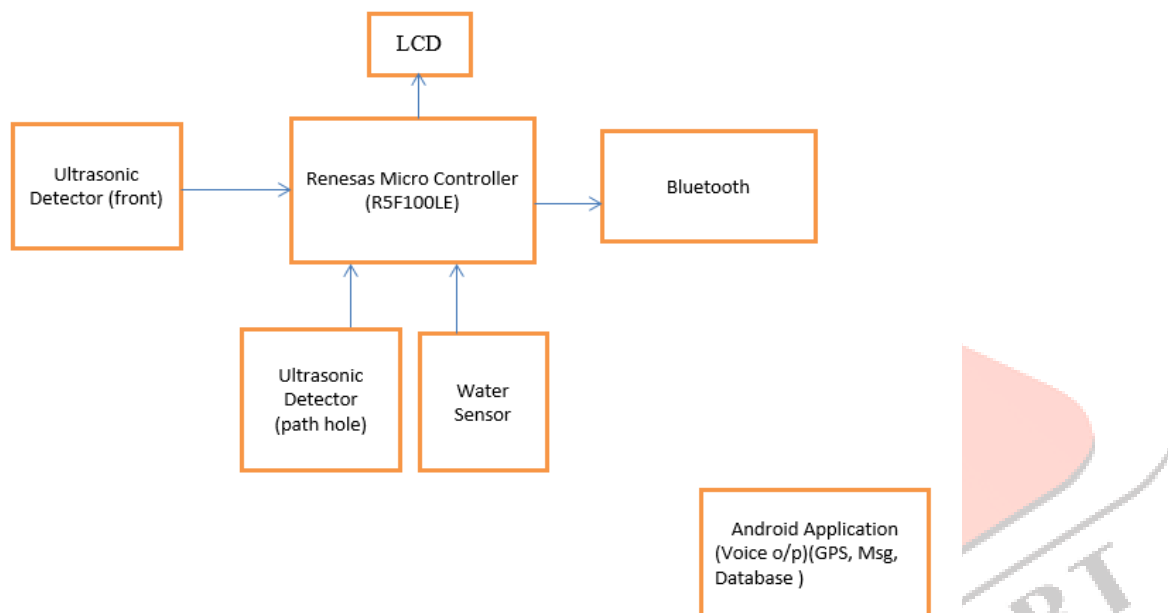 LCD
Ultrasonic
Detector (front)
Renesas Micro Controller
(R5F100LE)
Bluetooth
Ultrasonic
Detector
(path hole)
Water
Sensor
Android Application
(Voice o/p)(GPS, Msg,
Database )